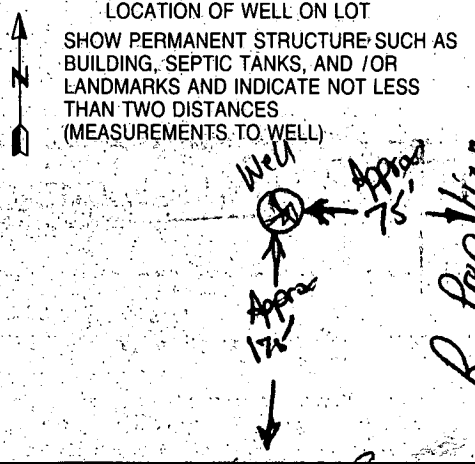 LOCATION OF WELL ON LOT
SHOW PERMANENT STRUCTURE SUCH AS
BUILDING, SEPTIC TANKS, AND / OR
LANDMARKS AND INDICATE NOT LESS
THAN TWO DISTANCES
(MEASUREMENTS TO WELL)
N
Well
Approx
75'
Approx